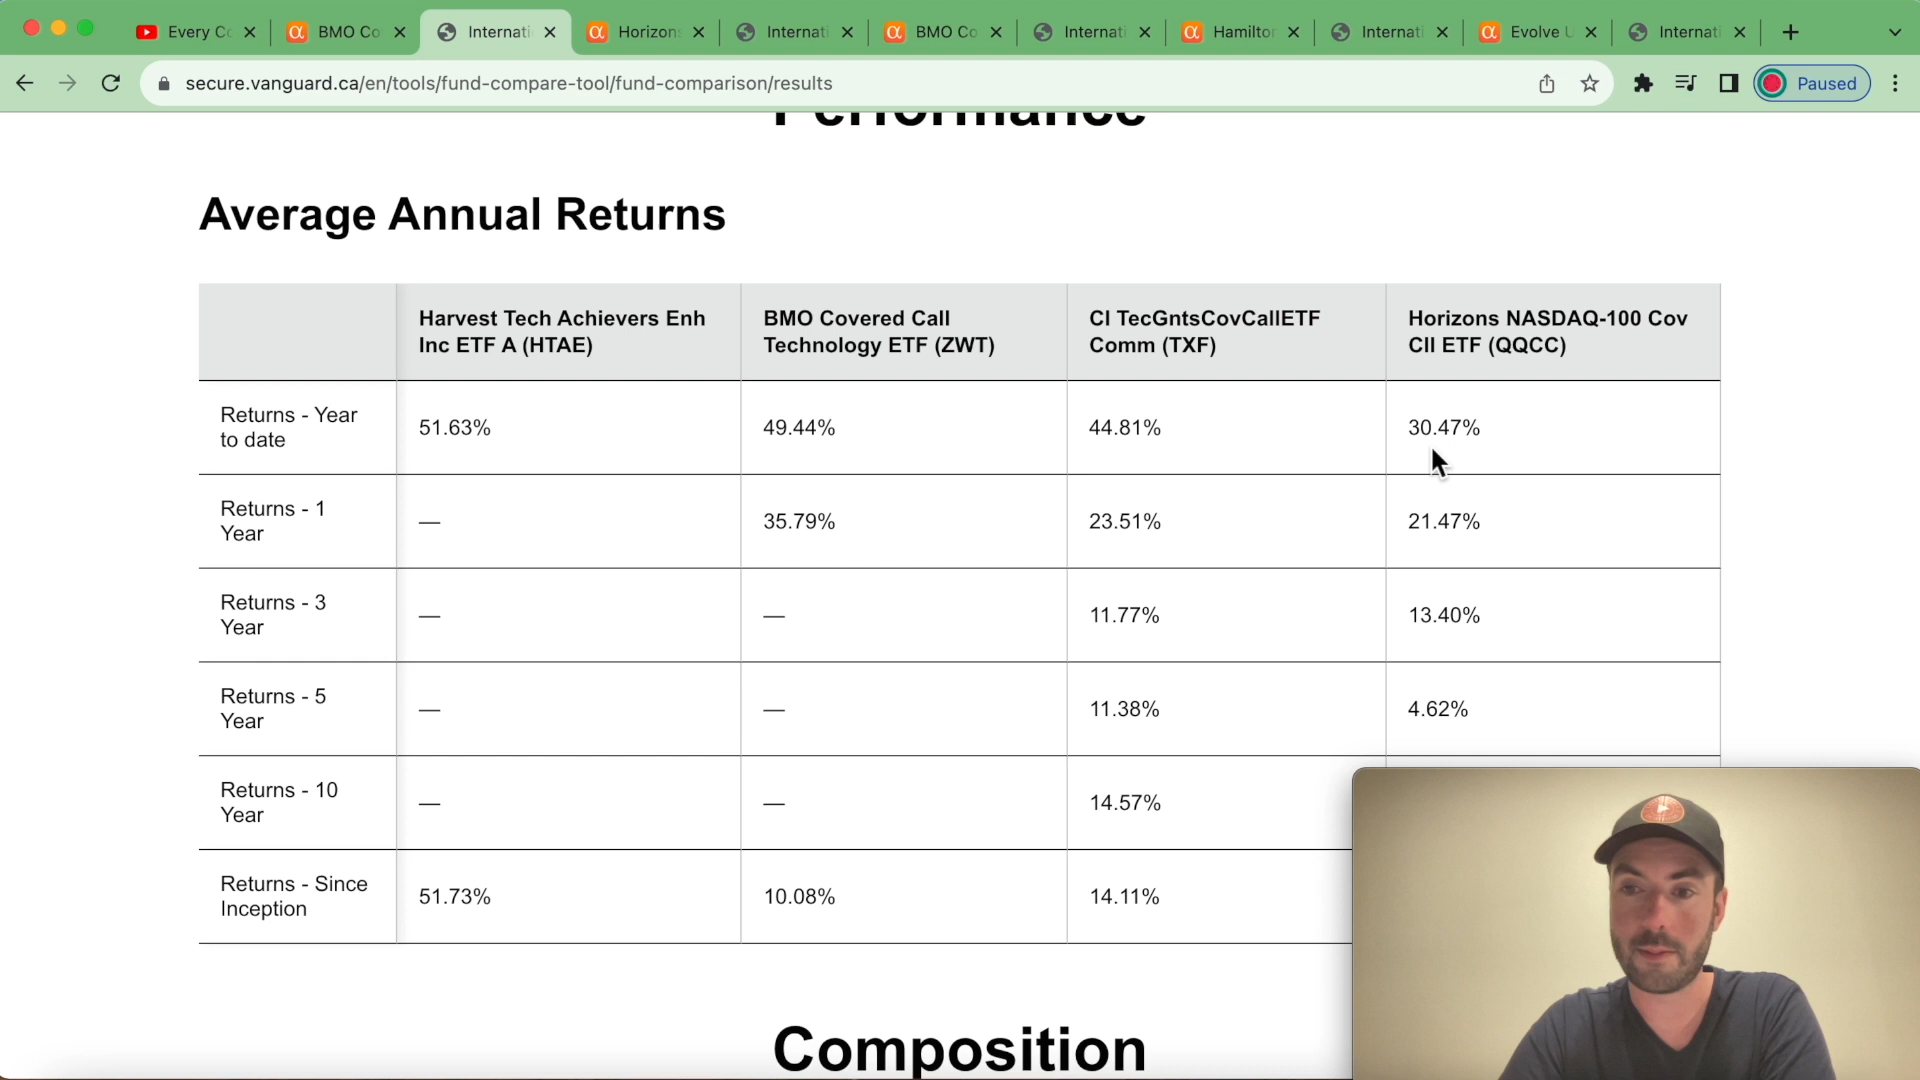 Every Co
BMO Co
Internati
Horizon
Internati
BMO Co
Internati
Hamilton
Internati
Evolve U
Internati
secure.vanguard.ca/en/tools/fund-compare-tool/fund-comparison/results
Paused
Performance
Average Annual Returns
Harvest Tech Achievers Enh
Inc ETF A (HTAE)
BMO Covered Call
Technology ETF (ZWT)
CI TecGntsCovCallETF
Comm (TXF)
Horizons NASDAQ-100 Cov
Cll ETF (QQCC)
Returns - Year
to date
51.63%
49.44%
44.81%
30.47%
Returns - 1
Year
—
35.79%
23.51%
21.47%
Returns - 3
Year
—
—
11.77%
13.40%
Returns - 5
Year
—
—
11.38%
4.62%
Returns - 10
Year
—
—
14.57%
Returns - Since
Inception
51.73%
10.08%
14.11%
Composition